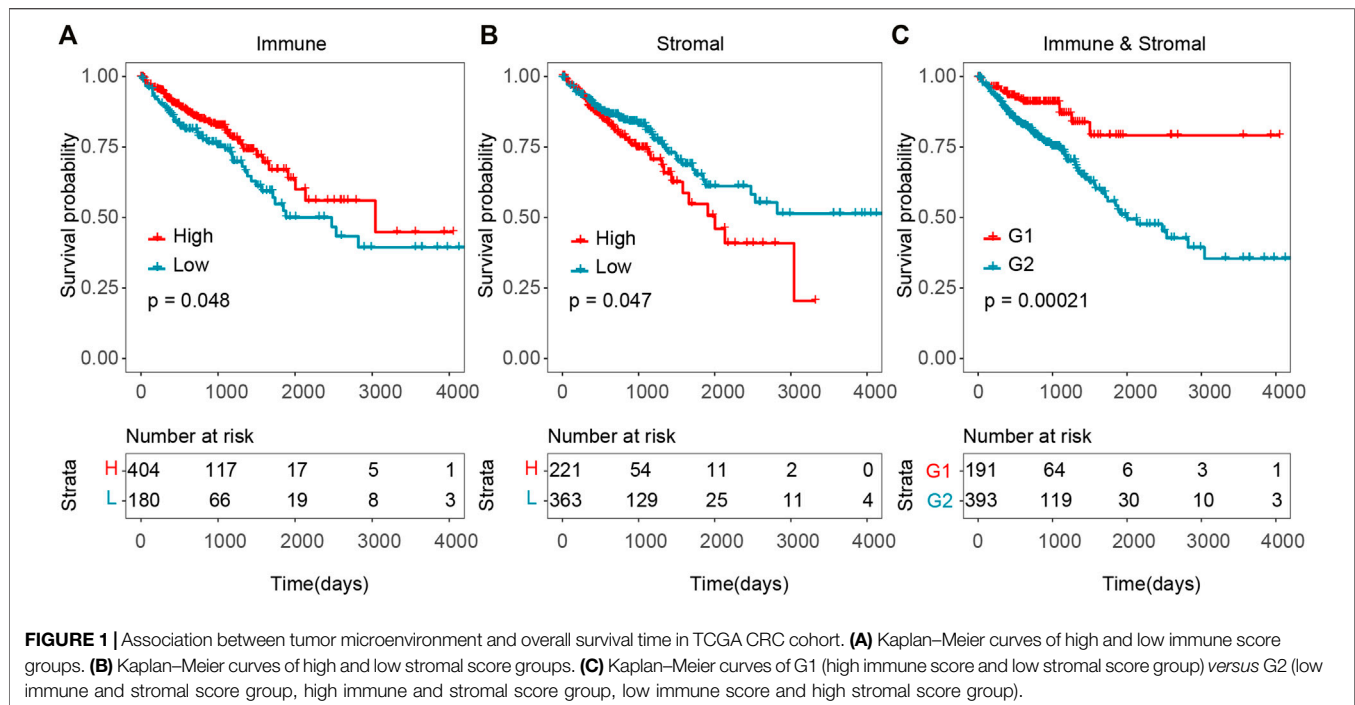 A
Immune
1.00
0.75
0.50
0.25
0.00
Survival probability
High
Low
p = 0.048
0 1000 2000 3000 4000
Number at risk
Strata
H 404 117 17 5 1
L 180 66 19 8 3
0 1000 2000 3000 4000
Time(days)
B
Stromal
1.00
0.75
0.50
0.25
0.00
Survival probability
High
Low
p = 0.047
0 1000 2000 3000 4000
Number at risk
Strata
H 221 54 11 2 0
L 363 129 25 11 4
0 1000 2000 3000 4000
Time(days)
C
Immune & Stromal
1.00
0.75
0.50
0.25
0.00
Survival probability
G1
G2
p = 0.00021
0 1000 2000 3000 4000
Number at risk
Strata
G1 191 64 6 3 1
G2 393 119 30 10 3
0 1000 2000 3000 4000
Time(days)
FIGURE 1 | Association between tumor microenvironment and overall survival time in TCGA CRC cohort. (A) Kaplan–Meier curves of high and low immune score
groups. (B) Kaplan–Meier curves of high and low stromal score groups. (C) Kaplan–Meier curves of G1 (high immune score and low stromal score group) versus G2 (low
immune and stromal score group, high immune and stromal score group, low immune score and high stromal score group).